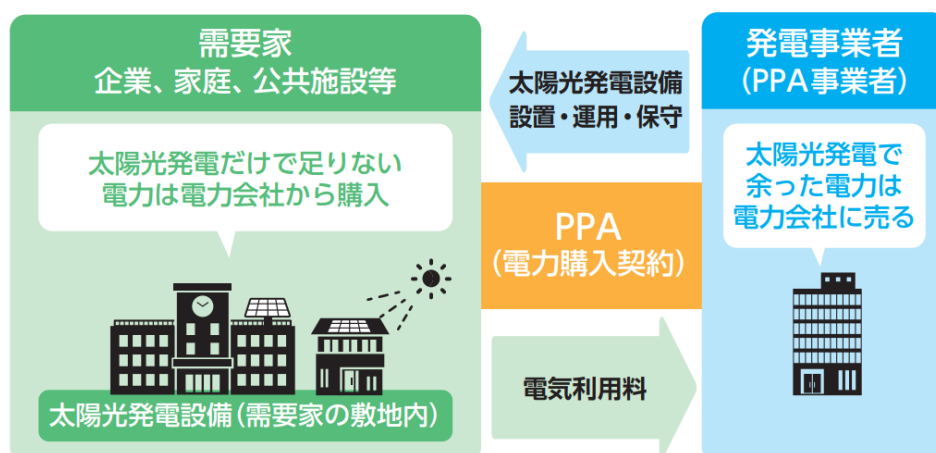 需要家
企業、家庭、公共施設等
太陽光発電だけで足りない
電力は電力会社から購入
太陽光発電設備(需要家の敷地内)
太陽光発電設備
設置・運用・保守
PPA
(電力購入契約)
電気利用料
発電事業者
(PPA事業者)
太陽光発電で
余った電力は
電力会社に売る